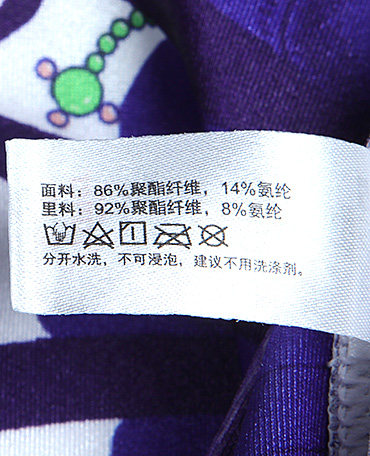 面料：86%聚酯纤维，14%氨纶
里料：92%聚酯纤维，8%氨纶
分开水洗，不可浸泡，建议不用洗涤剂。